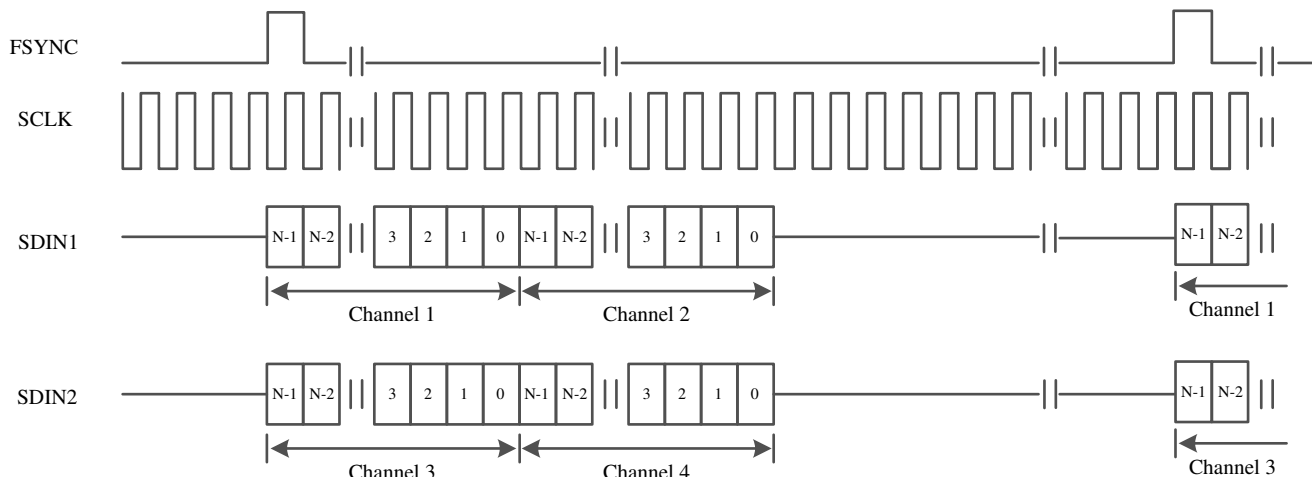 FSYNC
SCLK
SDIN1
N-1 N-2 3 2 1 0 N-1 N-2 3 2 1 0 N-1 N-2
Channel 1 Channel 2 Channel 1
SDIN2
N-1 N-2 3 2 1 0 N-1 N-2 3 2 1 0 N-1 N-2
Channel 3 Channel 4 Channel 3